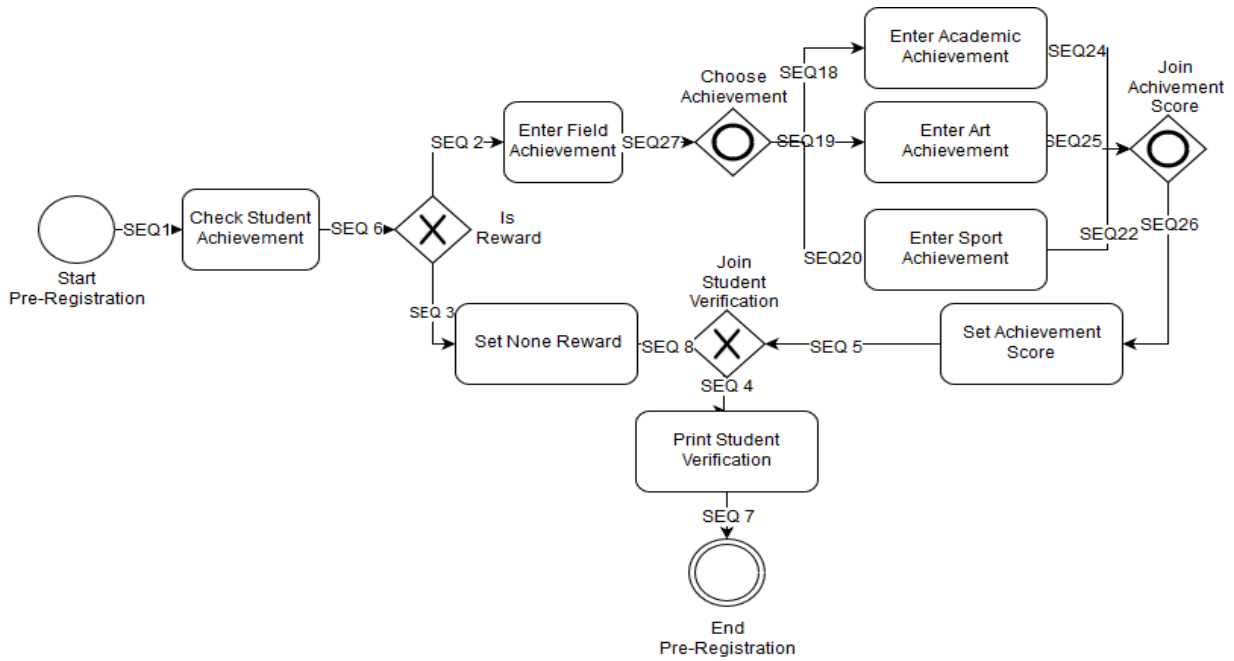 Start
Pre-Registration
SEQ1
Check Student
Achievement
SEQ 6
Is
Reward
SEQ 2
Enter Field
Achievement
SEQ27
Choose
Achievement
SEQ18
Enter Academic
Achievement
SEQ24
SEQ19
Enter Art
Achievement
SEQ25
SEQ20
Enter Sport
Achievement
SEQ22
Join
Achivement
Score
SEQ26
Set Achievement
Score
SEQ 5
SEQ 3
Set None Reward
SEQ 8
Join
Student
Verification
SEQ 4
Print Student
Verification
SEQ 7
End
Pre-Registration